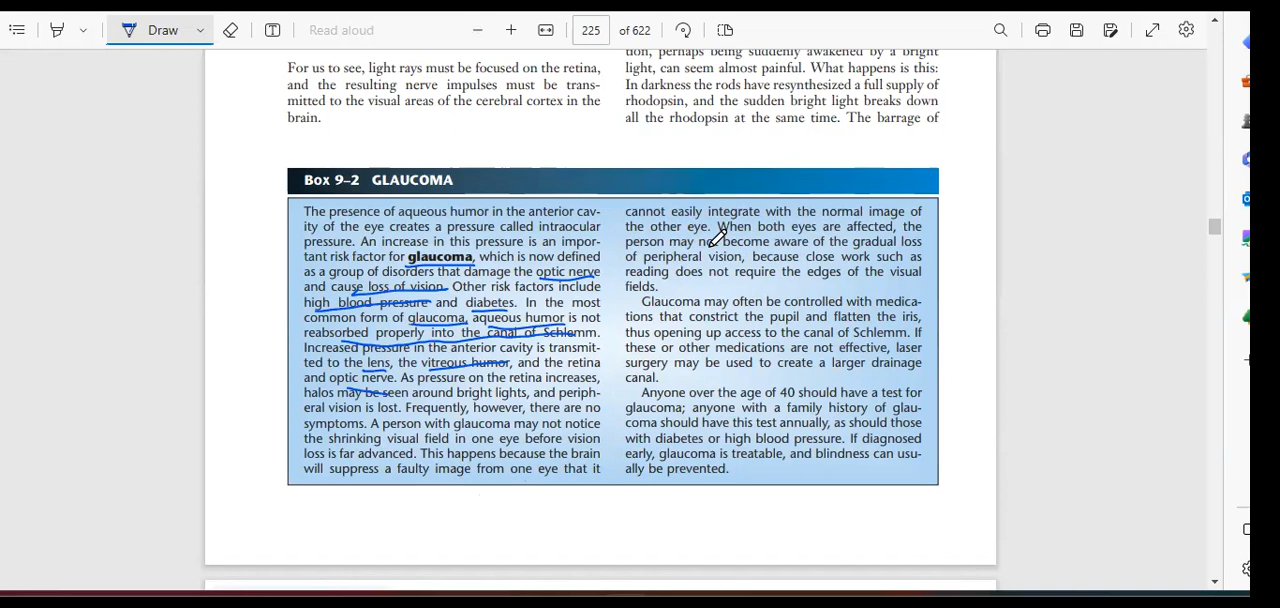 Draw
Read aloud
225
of 622
For us to see, light rays must be focused on the retina,
and the resulting nerve impulses must be trans-
mitted to the visual areas of the cerebral cortex in the
brain.
tion, perhaps being suddenly awakened by a bright
light, can seem almost painful. What happens is this:
In darkness the rods have resynthesized a full supply of
rhodopsin, and the sudden bright light breaks down
all the rhodopsin at the same time. The barrage of
Box 9–2 GLAUCOMA
The presence of aqueous humor in the anterior cav-
ity of the eye creates a pressure called intraocular
pressure. An increase in this pressure is an impor-
tant risk factor for glaucoma, which is now defined
as a group of disorders that damage the optic nerve
and cause loss of vision. Other risk factors include
high blood pressure and diabetes. In the most
common form of glaucoma, aqueous humor is not
reabsorbed properly into the canal of Schlemm.
Increased pressure in the anterior cavity is transmit-
ted to the lens, the vitreous humor, and the retina
and optic nerve. As pressure on the retina increases,
halos may be seen around bright lights, and periph-
eral vision is lost. Frequently, however, there are no
symptoms. A person with glaucoma may not notice
the shrinking visual field in one eye before vision
loss is far advanced. This happens because the brain
will suppress a faulty image from one eye that it
cannot easily integrate with the normal image of
the other eye. When both eyes are affected, the
person may not become aware of the gradual loss
of peripheral vision, because close work such as
reading does not require the edges of the visual
fields.
Glaucoma may often be controlled with medica-
tions that constrict the pupil and flatten the iris,
thus opening up access to the canal of Schlemm. If
these or other medications are not effective, laser
surgery may be used to create a larger drainage
canal.
Anyone over the age of 40 should have a test for
glaucoma; anyone with a family history of glau-
coma should have this test annually, as should those
with diabetes or high blood pressure. If diagnosed
early, glaucoma is treatable, and blindness can usu-
ally be prevented.